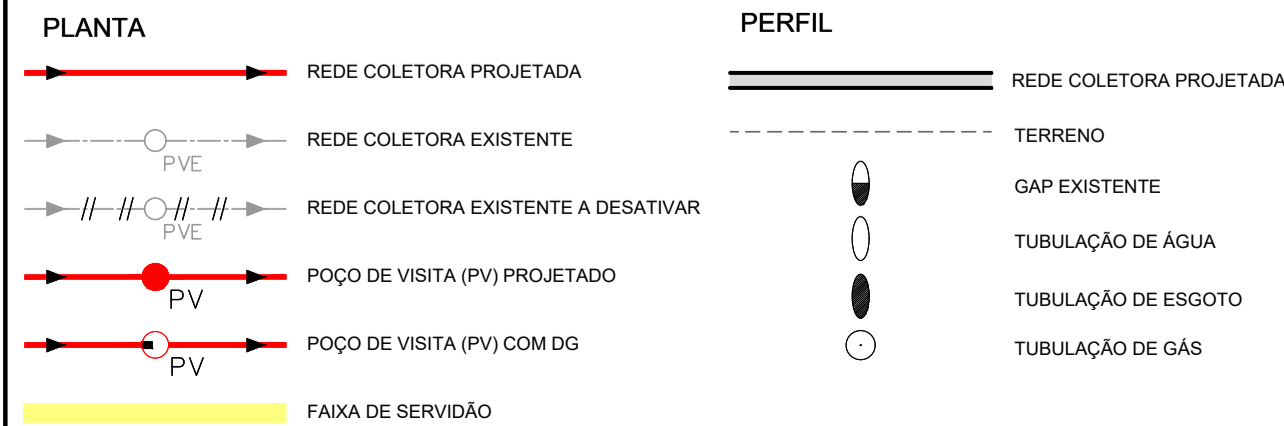 PLANTA
REDE COLETORA PROJETADA
REDE COLETORA EXISTENTE
PVE
REDE COLETORA EXISTENTE A DESATIVAR
PVE
POÇO DE VISITA (PV) PROJETADO
PV
POÇO DE VISITA (PV) COM DG
PV
FAIXA DE SERVIDÃO
PERFIL
REDE COLETORA PROJETADA
TERRENO
GAP EXISTENTE
TUBULAÇÃO DE ÁGUA
TUBULAÇÃO DE ESGOTO
TUBULAÇÃO DE GÁS